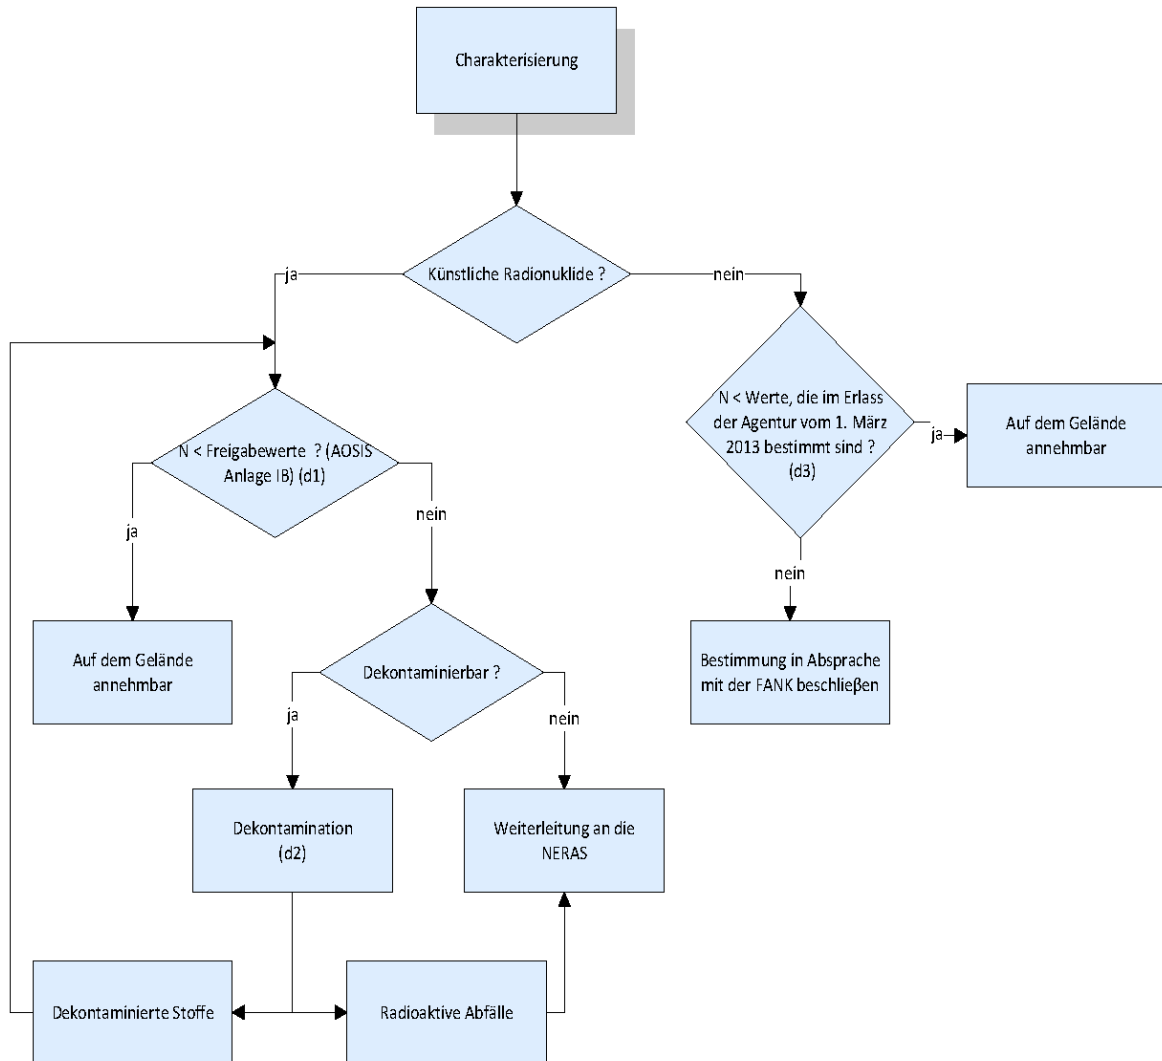 Charakterisierung
Künstliche Radionuklide ?
ja
nein
N < Werte, die im Erlass
der Agentur vom 1. März
2013 bestimmt sind ?
(d3)
ja
Auf dem Gelände
annehmbar
N < Freigabewerte ? (AOSIS
Anlage IB) (d1)
ja
nein
nein
Auf dem Gelände
annehmbar
Dekontaminierbar ?
Bestimmung in Absprache
mit der FANK beschlieβen
ja
nein
Dekontamination
(d2)
Weiterleitung an die
NERAS
Dekontaminierte Stoffe
Radioaktive Abfälle